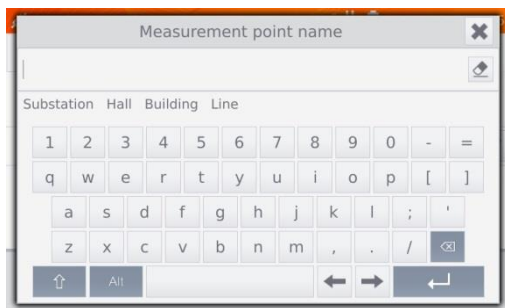 Measurement point name
Substation Hall Building Line
1 2 3 4 5 6 7 8 9 0 - =
q w e r t y u i o p [ ]
a s d f g h j k l ; '
z x c v b n m , . /
Alt